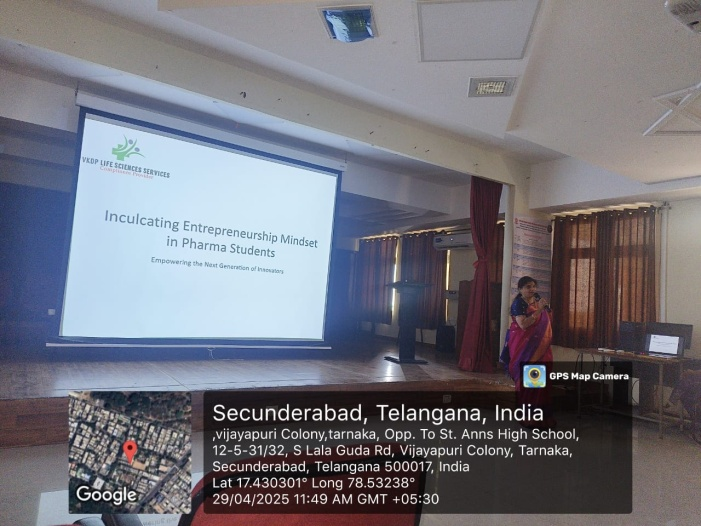 VKDP LIFE SCIENCES SERVICES
Inculcating Entrepreneurship Mindset
in Pharma Students
Empowering the Next Generation of Innovators
GPS Map Camera
Secunderabad, Telangana, India
,vijayapuri Colony,tarnaka, Opp. To St. Anns High School,
12-5-31/32, S Lala Guda Rd, Vijayapuri Colony, Tarnaka,
Secunderabad, Telangana 500017, India
Lat 17.430301° Long 78.53238°
29/04/2025 11:49 AM GMT +05:30
Google